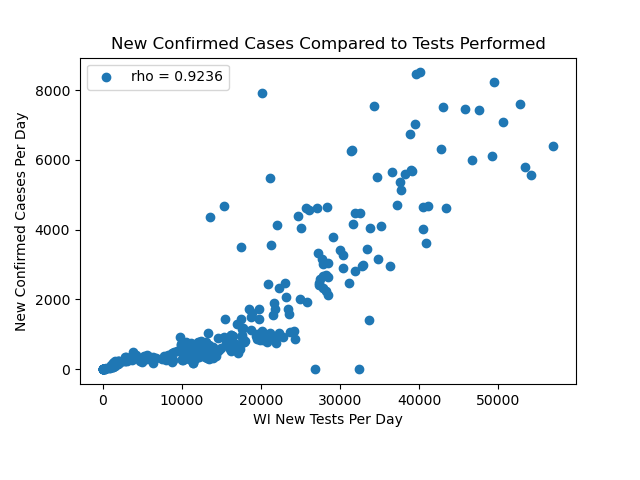 New Confirmed Cases Compared to Tests Performed
rho = 0.9236
8000
6000
4000
2000
0
New Confirmed Caeses Per Day
0 10000 20000 30000 40000 50000
WI New Tests Per Day